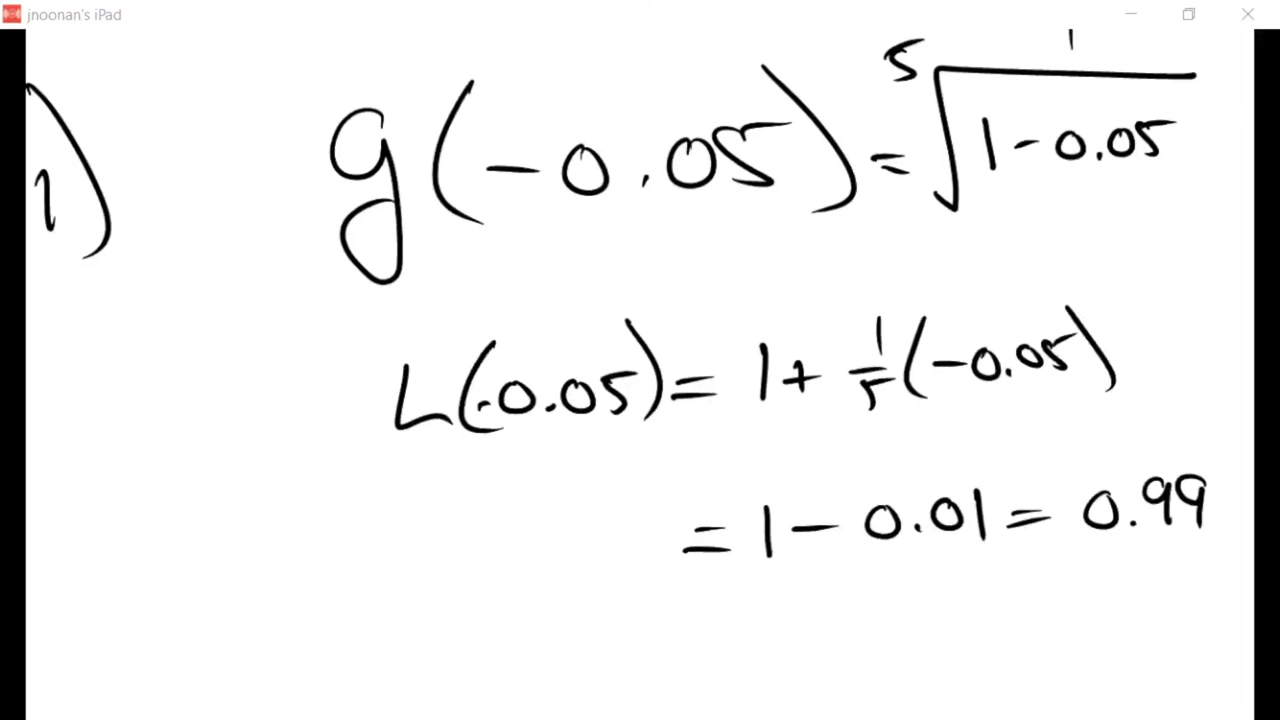 jnoonan's iPad
1) g(-0.05) = ⁵√(1-0.05)
L(-0.05) = 1 + 1/5(-0.05)
= 1 - 0.01 = 0.99